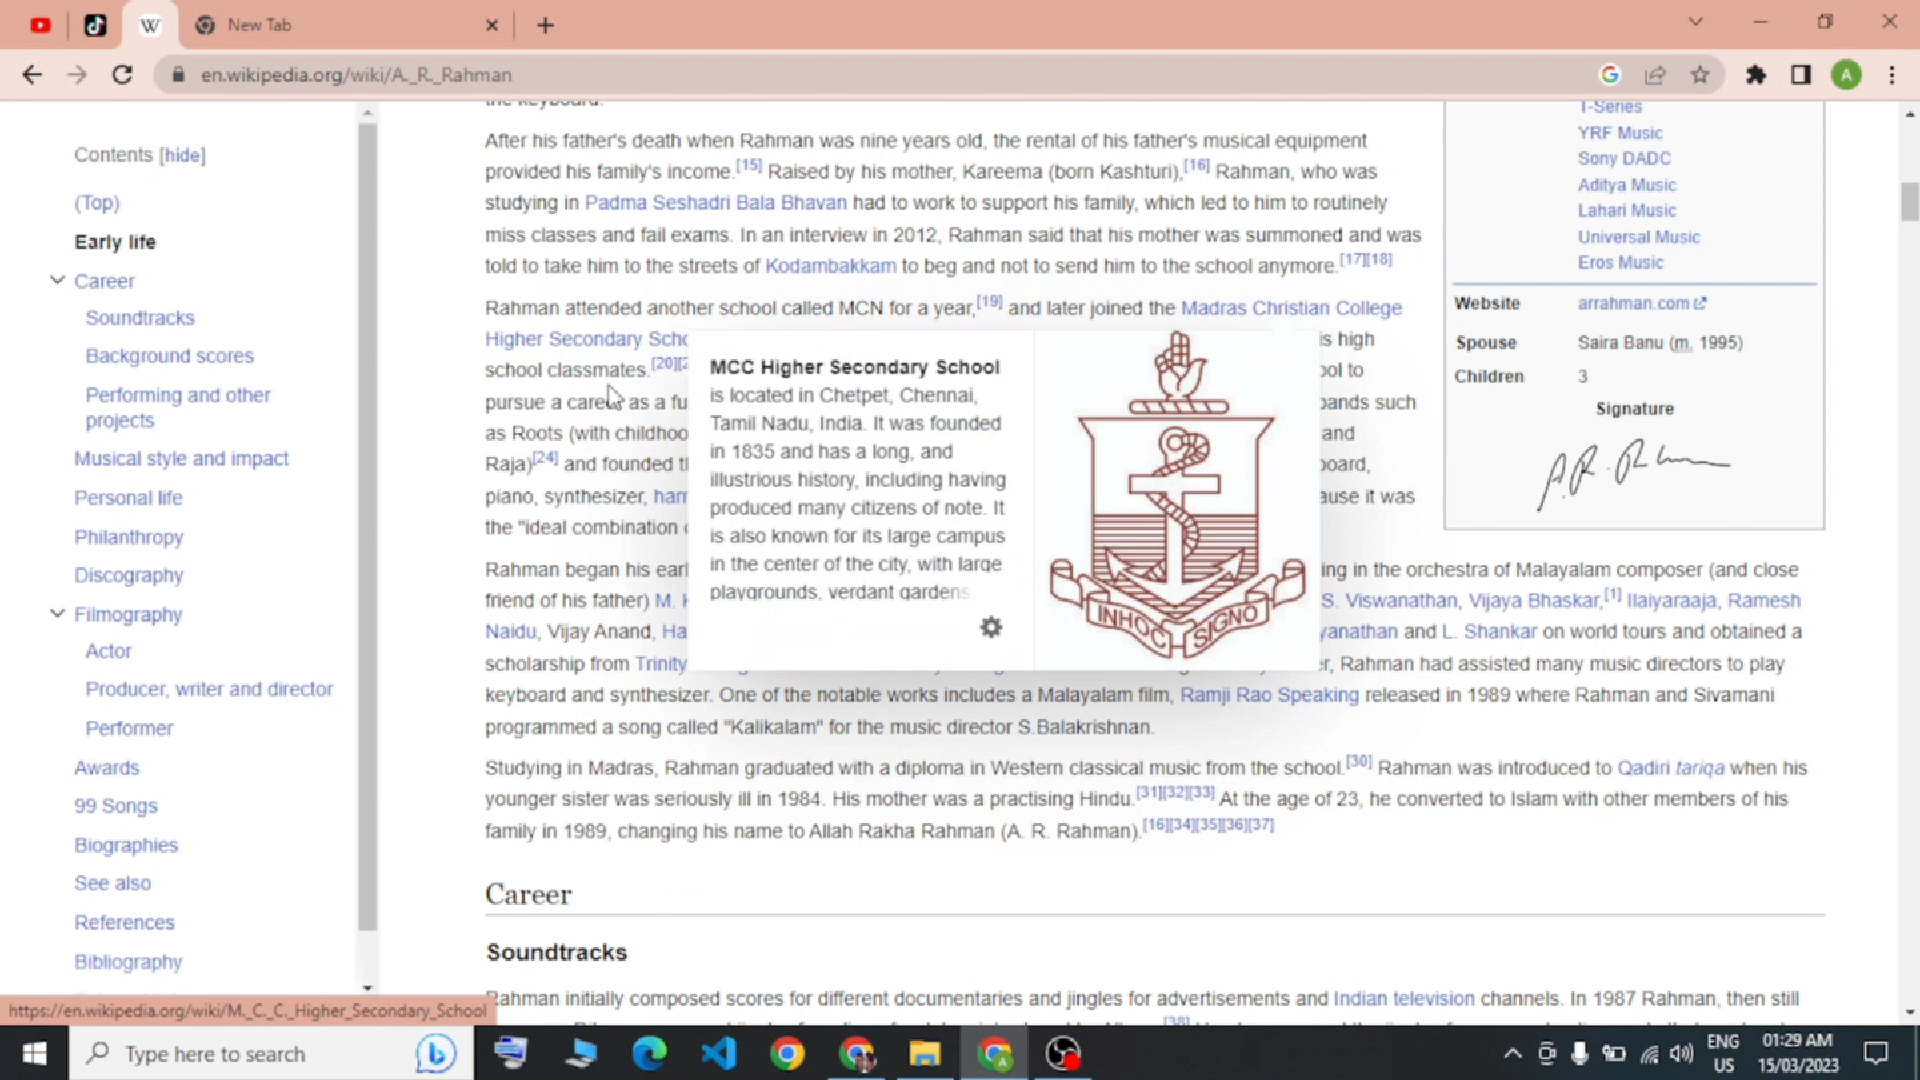 New Tab
en.wikipedia.org/wiki/A._R._Rahman
A
Contents [hide]
(Top)
Early life
Career
Soundtracks
Background scores
Performing and other
projects
Musical style and impact
Personal life
Philanthropy
Discography
Filmography
Actor
Producer, writer and director
Performer
Awards
99 Songs
Biographies
See also
References
Bibliography
the keyboard.
After his father's death when Rahman was nine years old, the rental of his father's musical equipment
provided his family's income.[15] Raised by his mother, Kareema (born Kashturi),[16] Rahman, who was
studying in Padma Seshadri Bala Bhavan had to work to support his family, which led to him to routinely
miss classes and fail exams. In an interview in 2012, Rahman said that his mother was summoned and was
told to take him to the streets of Kodambakkam to beg and not to send him to the school anymore.[17][18]
Rahman attended another school called MCN for a year,[19] and later joined the Madras Christian College
Higher Secondary Scho is high
school classmates.[20][2 ool to
pursue a career as a fu bands such
as Roots (with childhoo and
Raja)[24] and founded t board,
piano, synthesizer, harm ause it was
the "ideal combination
MCC Higher Secondary School
is located in Chetpet, Chennai,
Tamil Nadu, India. It was founded
in 1835 and has a long, and
illustrious history, including having
produced many citizens of note. It
is also known for its large campus
in the center of the city, with large
playgrounds, verdant gardens
INHOC SIGNO
Rahman began his earl ing in the orchestra of Malayalam composer (and close
friend of his father) M. K S. Viswanathan, Vijaya Bhaskar,[1] Ilaiyaraaja, Ramesh
Naidu, Vijay Anand, Ha yanathan and L. Shankar on world tours and obtained a
scholarship from Trinity r, Rahman had assisted many music directors to play
keyboard and synthesizer. One of the notable works includes a Malayalam film, Ramji Rao Speaking released in 1989 where Rahman and Sivamani
programmed a song called "Kalikalam" for the music director S.Balakrishnan.
Studying in Madras, Rahman graduated with a diploma in Western classical music from the school.[30] Rahman was introduced to Qadiri tariqa when his
younger sister was seriously ill in 1984. His mother was a practising Hindu.[31][32][33] At the age of 23, he converted to Islam with other members of his
family in 1989, changing his name to Allah Rakha Rahman (A. R. Rahman).[16][34][35][36][37]
Career
Soundtracks
Rahman initially composed scores for different documentaries and jingles for advertisements and Indian television channels. In 1987 Rahman, then still
[38]
T-Series
YRF Music
Sony DADC
Aditya Music
Lahari Music
Universal Music
Eros Music
Website arrahman.com
Spouse Saira Banu (m. 1995)
Children 3
Signature
A.R. Rahman
https://en.wikipedia.org/wiki/M._C._C._Higher_Secondary_School
Type here to search
ENG
US
01:29 AM
15/03/2023